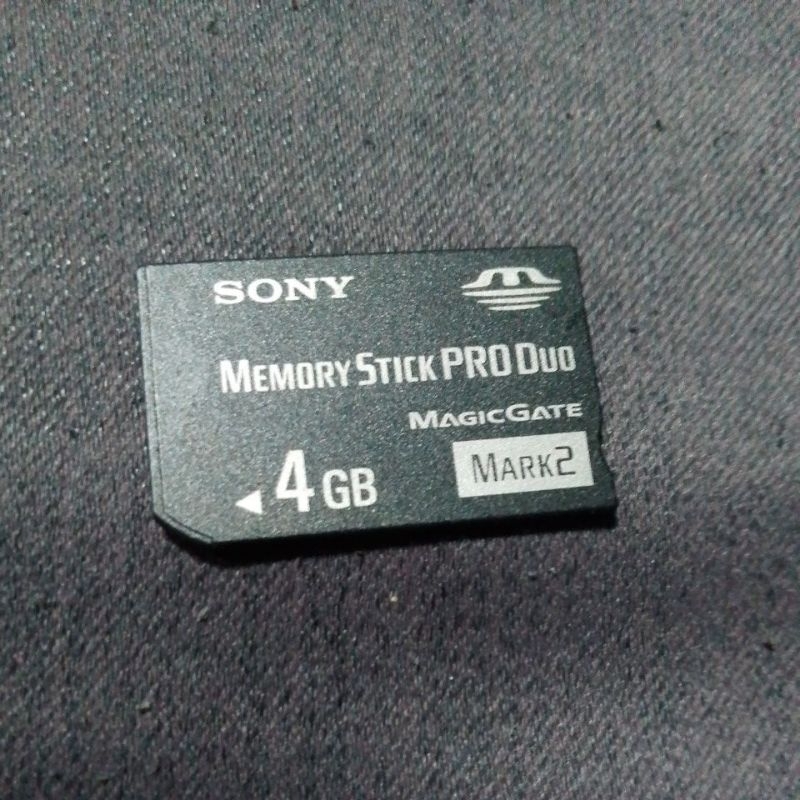 SONY
MEMORY STICK PRO DUO
MAGICGATE
MARK2
4GB